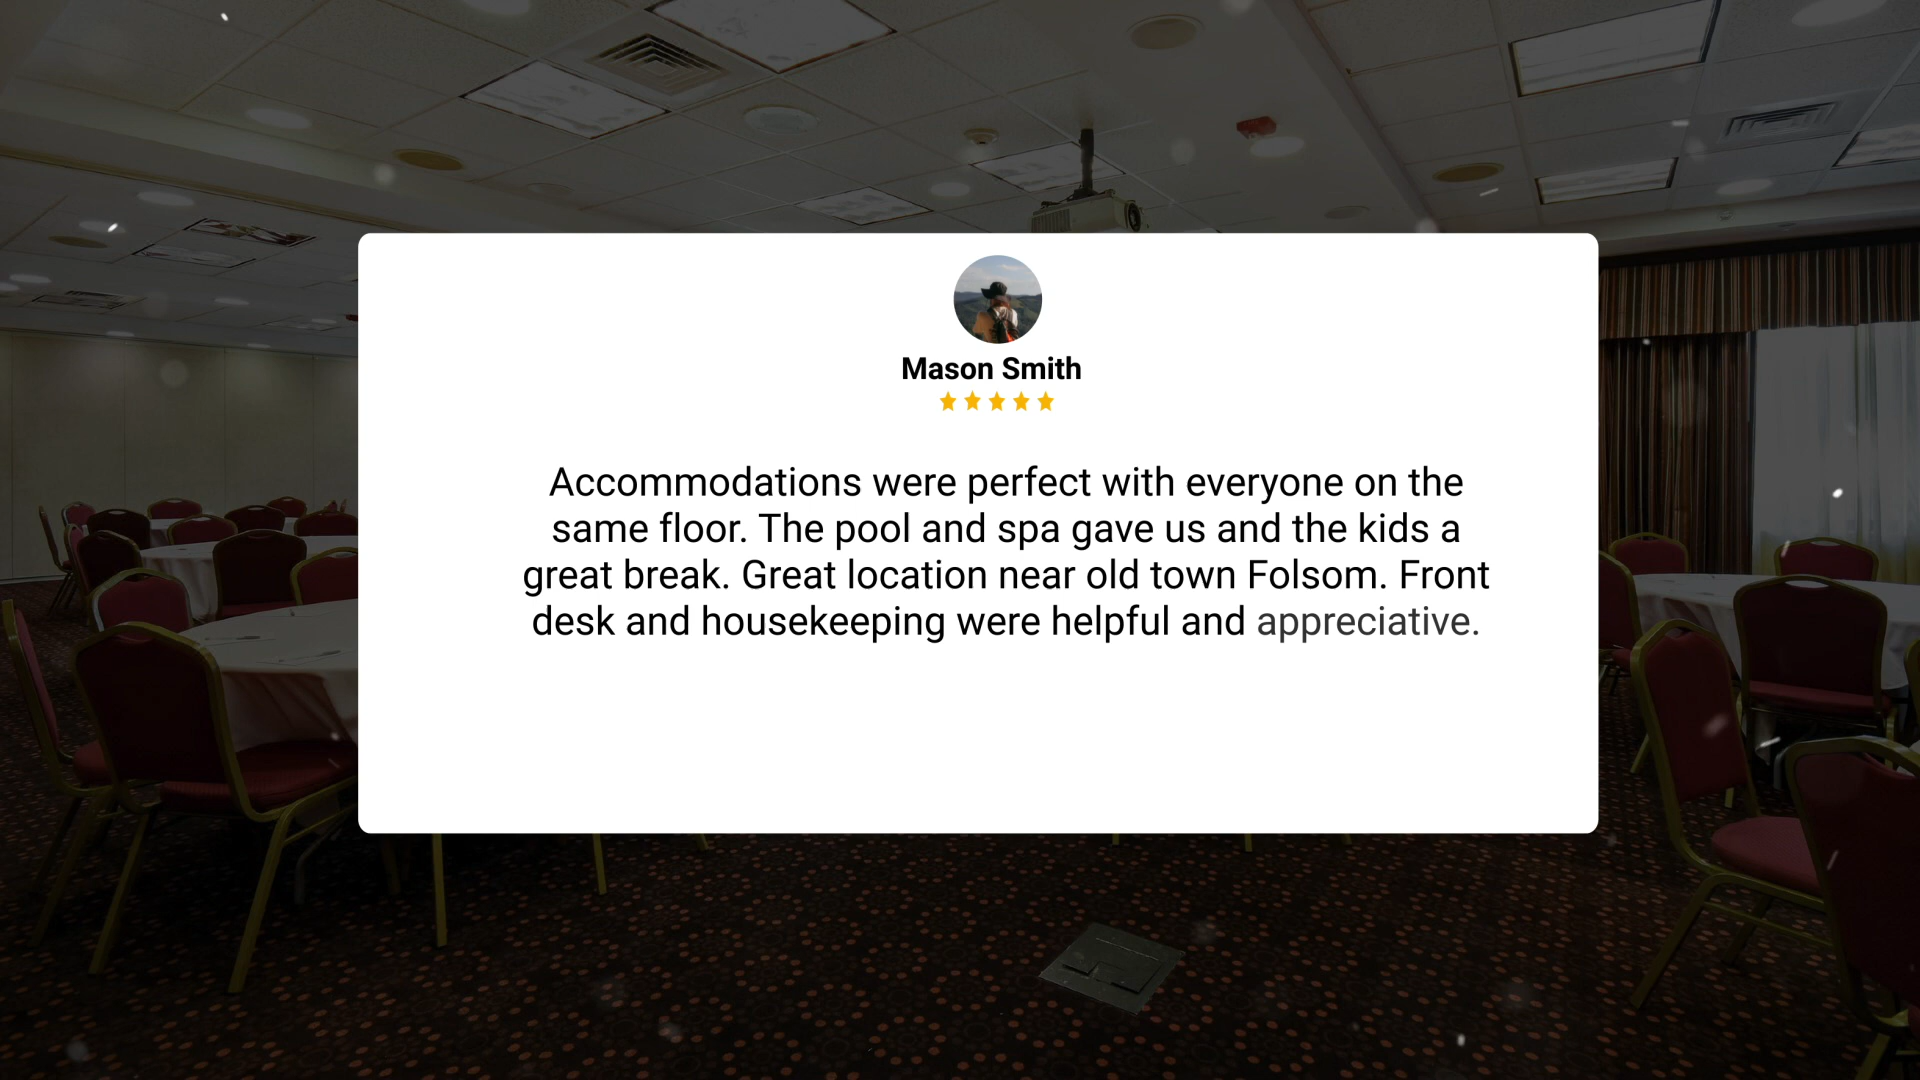 Mason Smith
Accommodations were perfect with everyone on the
same floor. The pool and spa gave us and the kids a
great break. Great location near old town Folsom. Front
desk and housekeeping were helpful and appreciative.